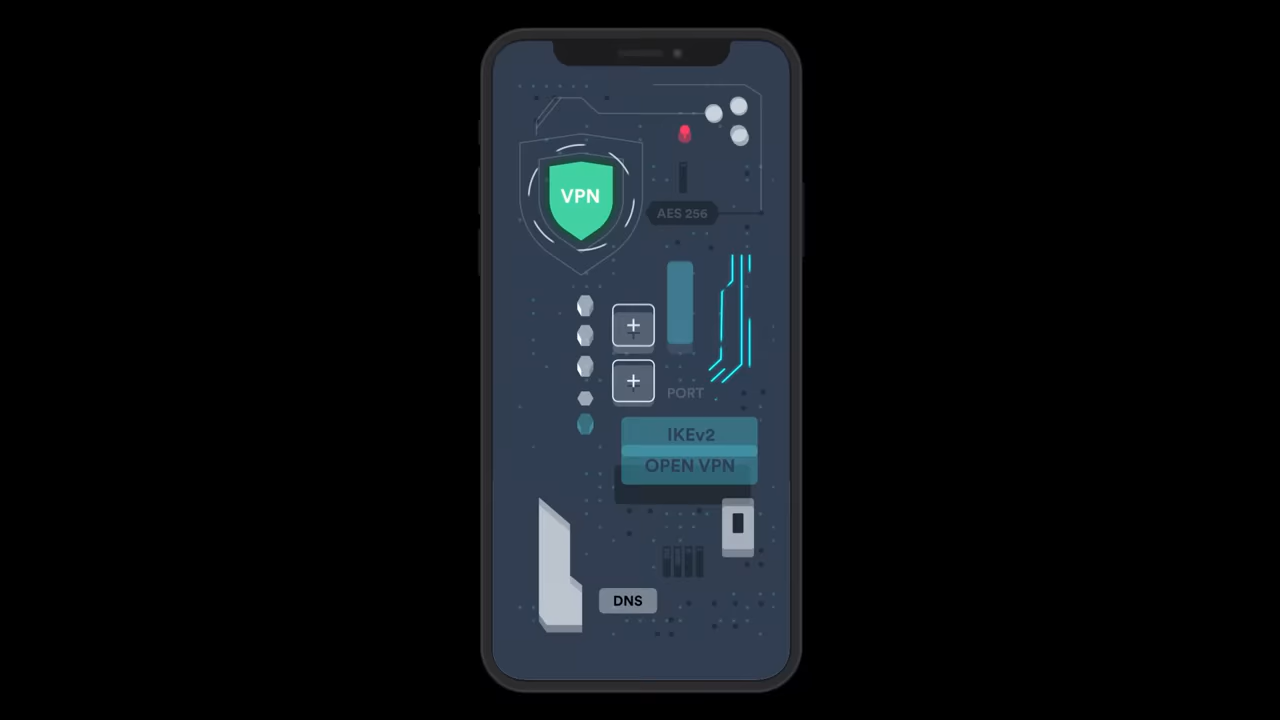 VPN
AES 256
PORT
IKEv2
OPEN VPN
DNS